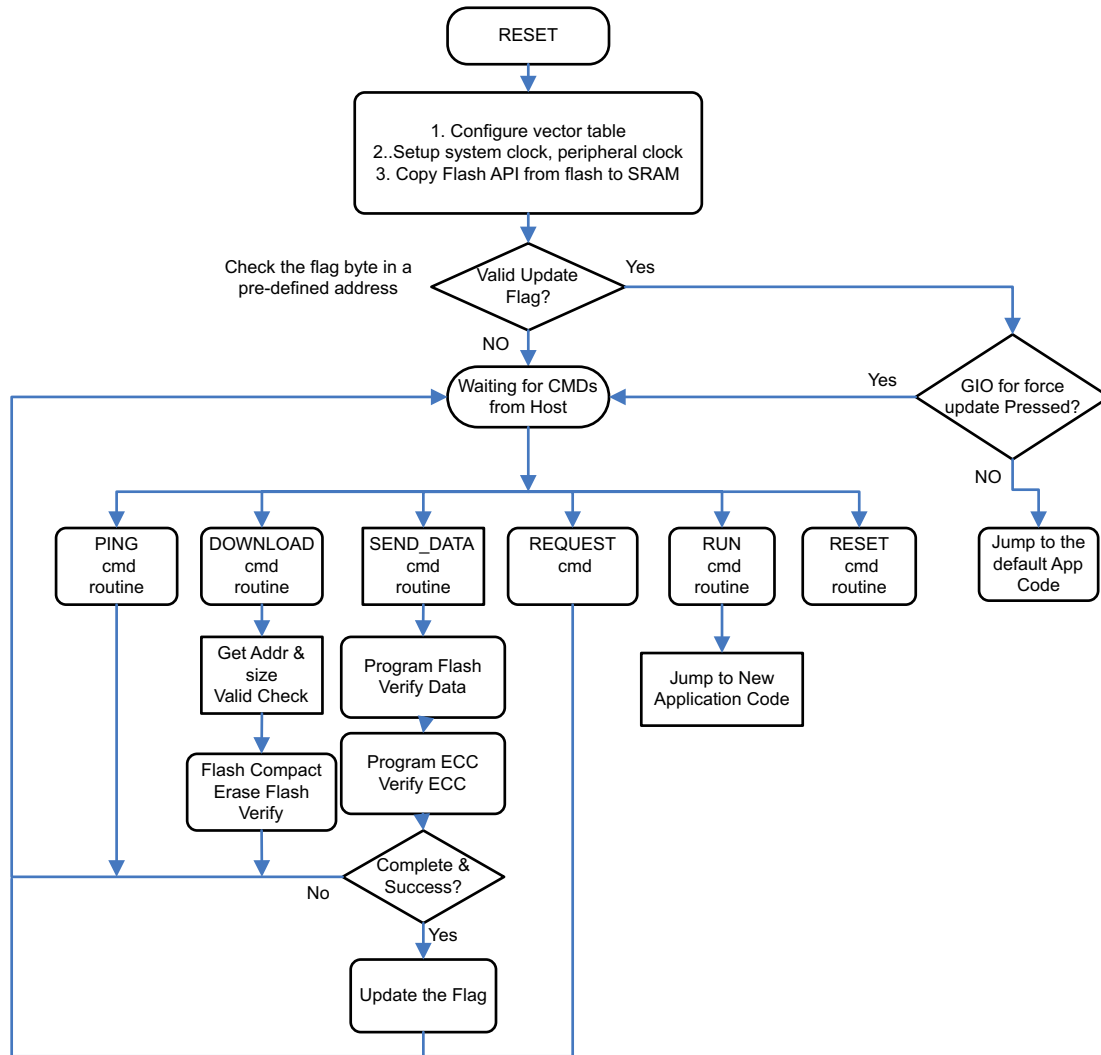 RESET
1. Configure vector table
2..Setup system clock, peripheral clock
3. Copy Flash API from flash to SRAM
Check the flag byte in a
pre-defined address
Valid Update
Flag?
Yes
NO
Waiting for CMDs
from Host
Yes
GIO for force
update Pressed?
NO
PING
cmd
routine
DOWNLOAD
cmd
routine
SEND_DATA
cmd
routine
REQUEST
cmd
RUN
cmd
routine
RESET
cmd
routine
Jump to the
default App
Code
Get Addr &
size
Valid Check
Program Flash
Verify Data
Jump to New
Application Code
Flash Compact
Erase Flash
Verify
Program ECC
Verify ECC
Complete &
Success?
No
Yes
Update the Flag